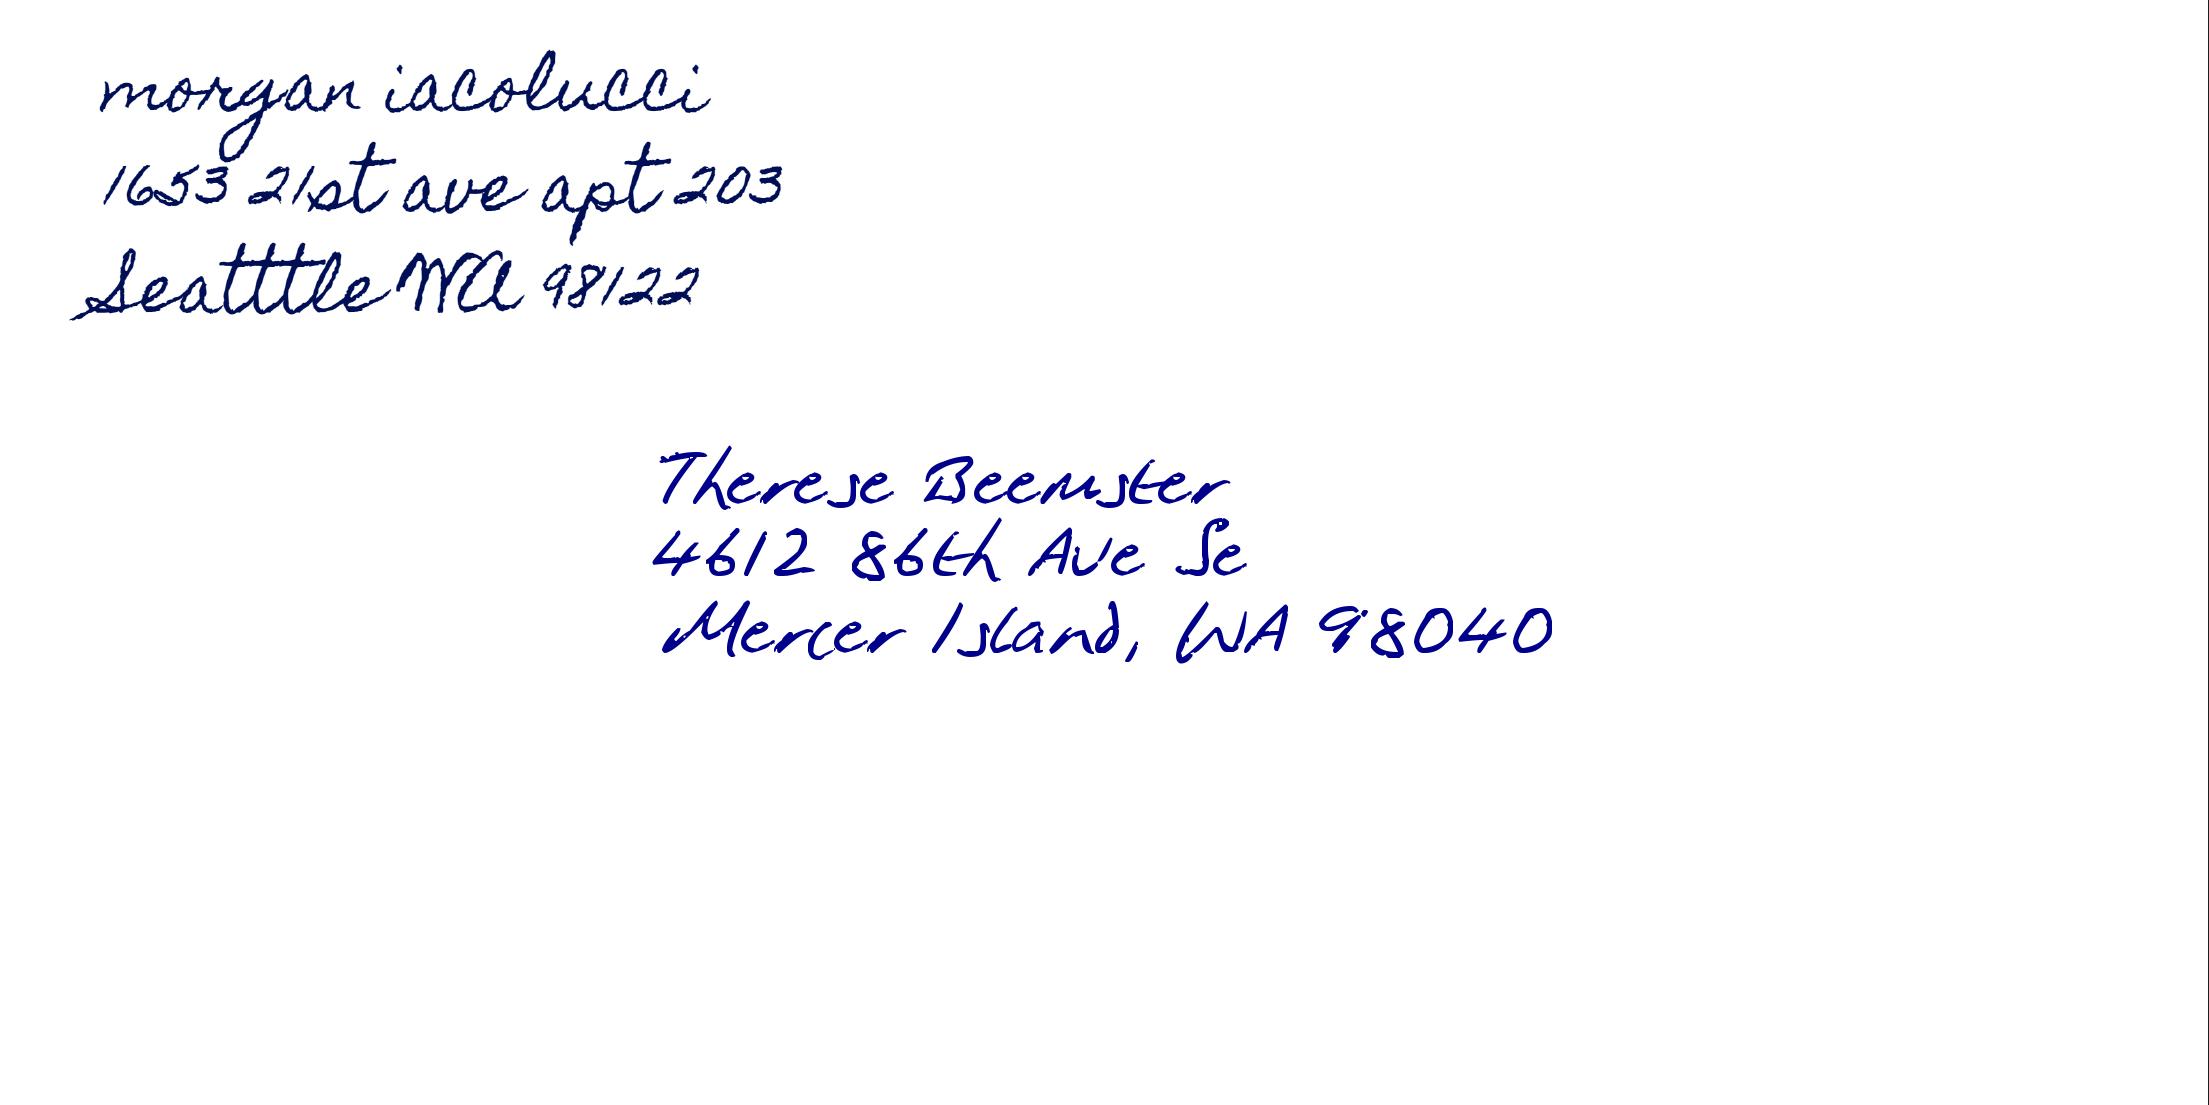 morgan iacolucci
1653 21st ave apt 203
Seatttle WA 98122
Therese Beemster
4612 86th Ave Se
Mercer Island, WA 98040